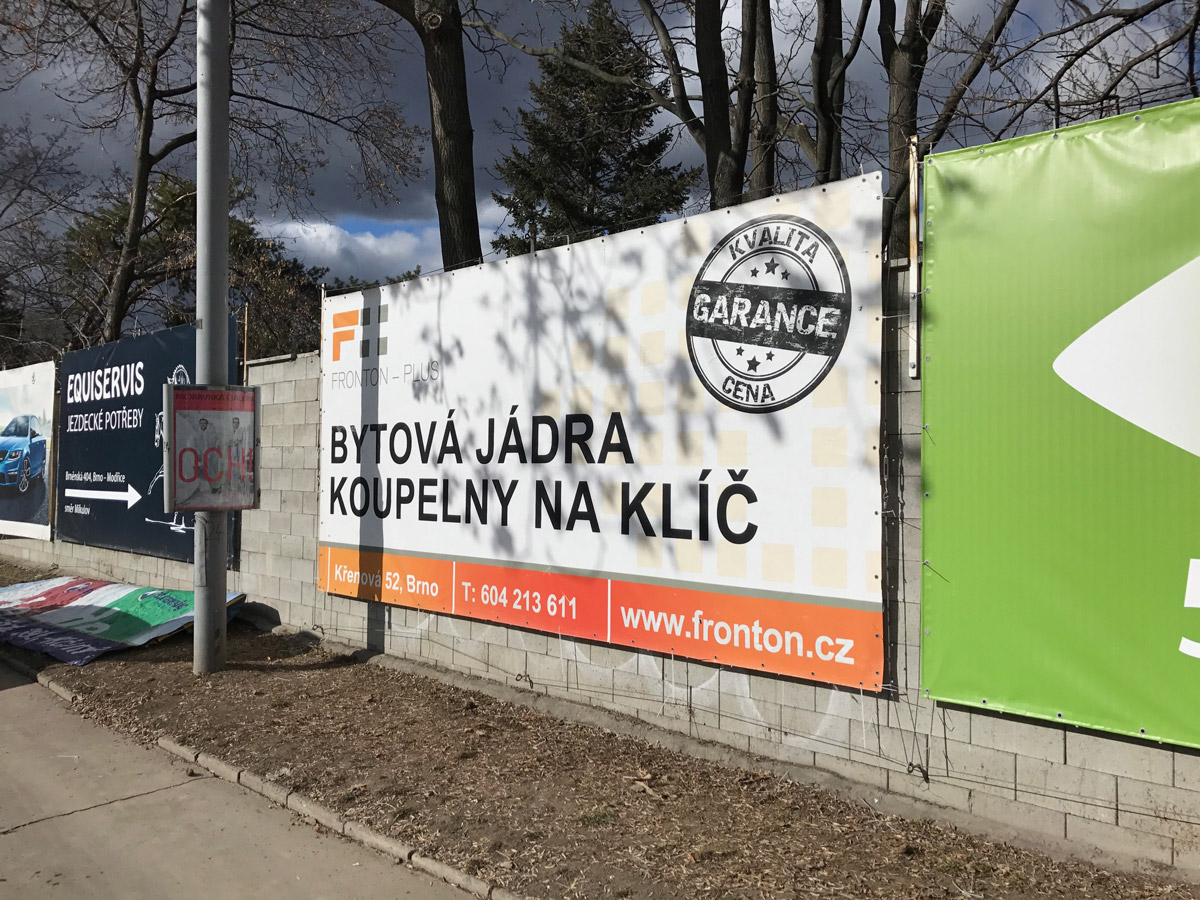 EQUISERVIS
JEZDECKÉ POTŘEBY
Brněnská 404, Brno - Modřice
směr Mikulov
OCH
FRONTON – PLUS
KVALITA
GARANCE
CENA
BYTOVÁ JÁDRA
KOUPELNY NA KLÍČ
Křenová 52, Brno
T: 604 213 611
www.fronton.cz